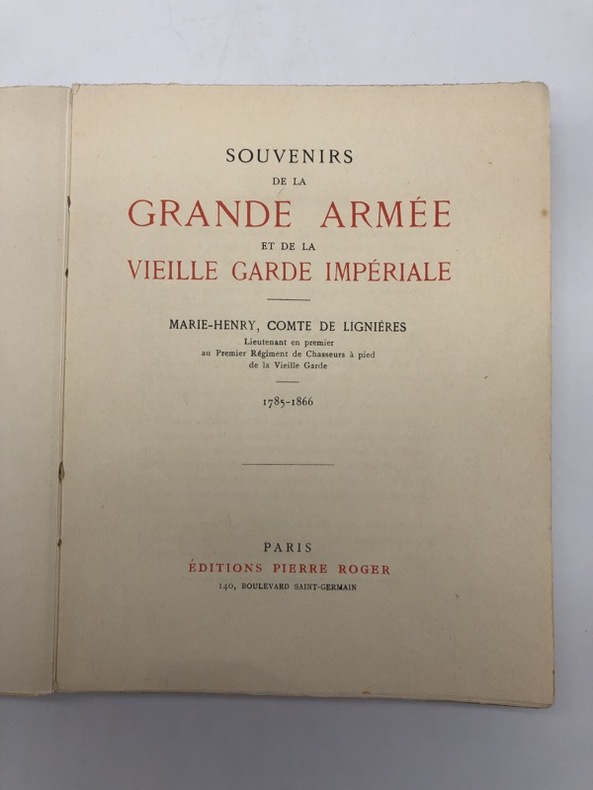 SOUVENIRS
DE LA
GRANDE ARMÉE
ET DE LA
VIEILLE GARDE IMPÉRIALE
MARIE-HENRY, COMTE DE LIGNIÈRES
Lieutenant en premier
au Premier Régiment de Chasseurs à pied
de la Vieille Garde
1785-1866
PARIS
ÉDITIONS PIERRE ROGER
140, BOULEVARD SAINT-GERMAIN